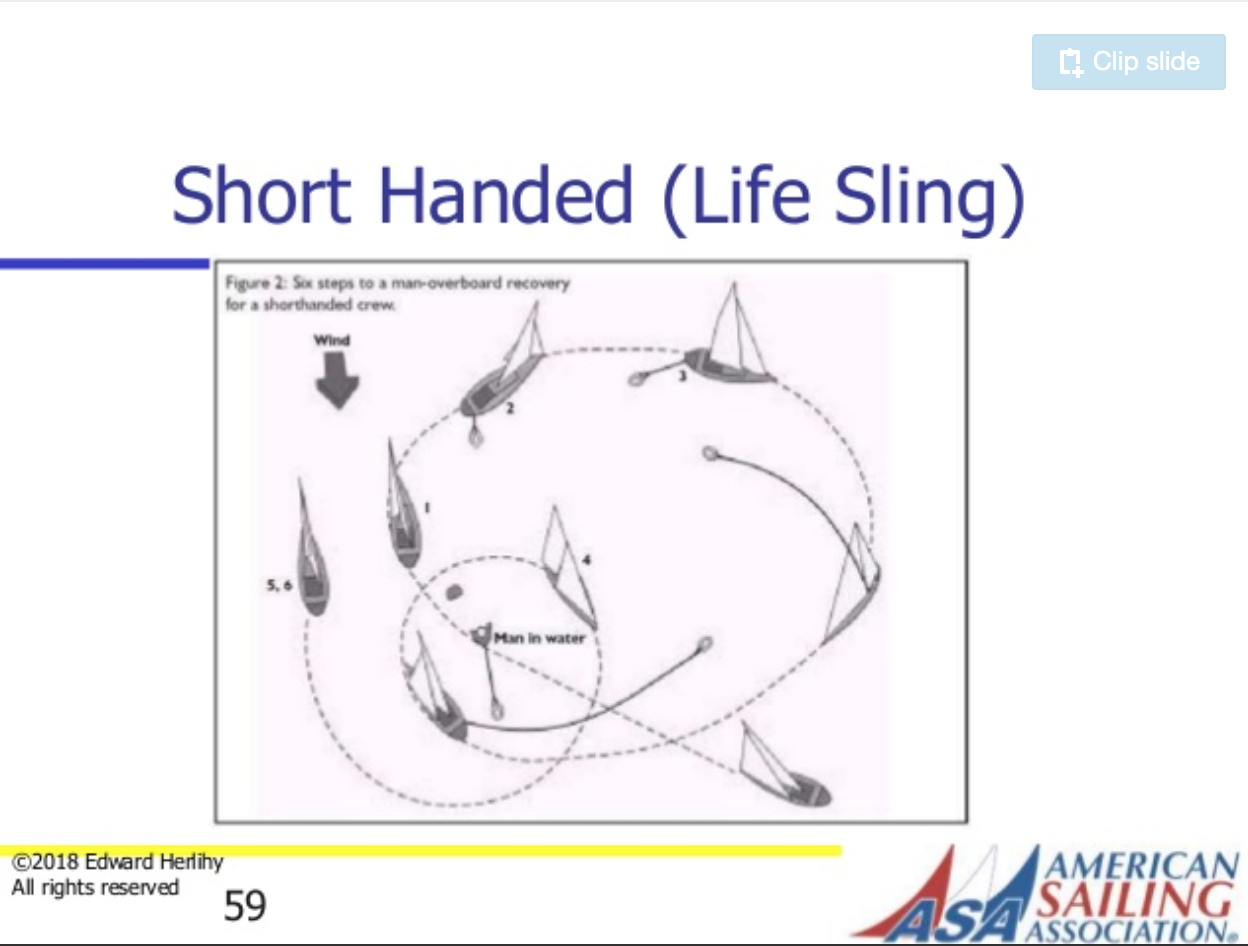 Clip slide
Short Handed (Life Sling)
Figure 2: Six steps to a man-overboard recovery
for a shorthanded crew.
Wind
3
2
1
4
5, 6
Man in water
©2018 Edward Herlihy
All rights reserved
59
ASA
AMERICAN
SAILING
ASSOCIATION®